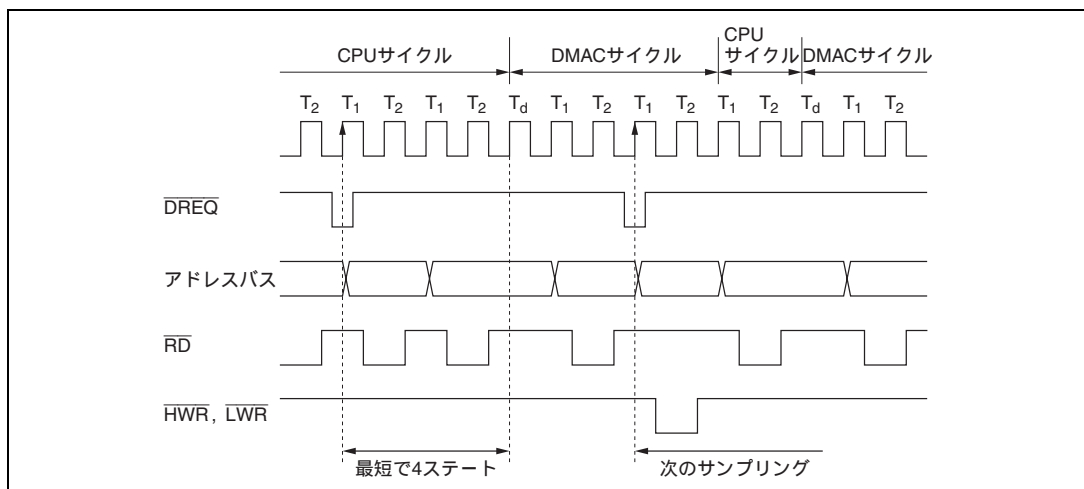 CPU
CPUサイクル DMACサイクル サイクル DMACサイクル
T2 T1 T2 T1 T2 Td T1 T2 T1 T2 T1 T2 Td T1 T2
DREQ
アドレスバス
RD
HWR, LWR
最短で4ステート 次のサンプリング